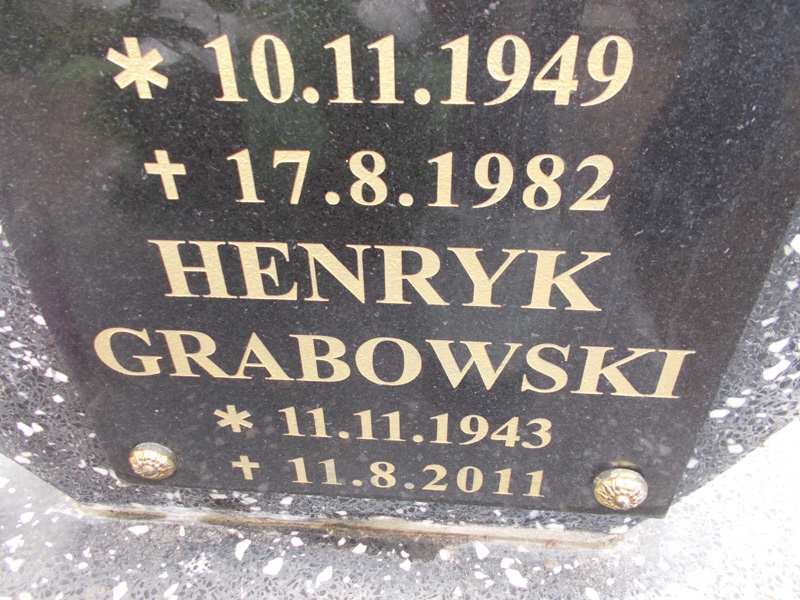 * 10.11.1949
✝ 17.8.1982
HENRYK
GRABOWSKI
* 11.11.1943
✝ 11.8.2011